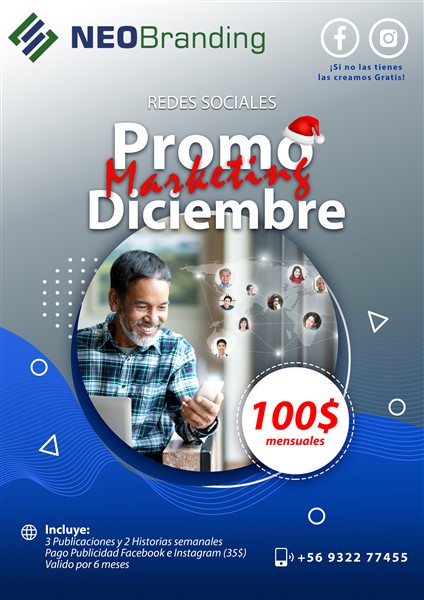 NEOBranding
¡Si no las tienes
las creamos Gratis!
REDES SOCIALES
Promo
Marketing
Diciembre
100$
mensuales
Incluye:
3 Publicaciones y 2 Historias semanales
Pago Publicidad Facebook e Instagram (35$)
Valido por 6 meses
+56 9322 77455